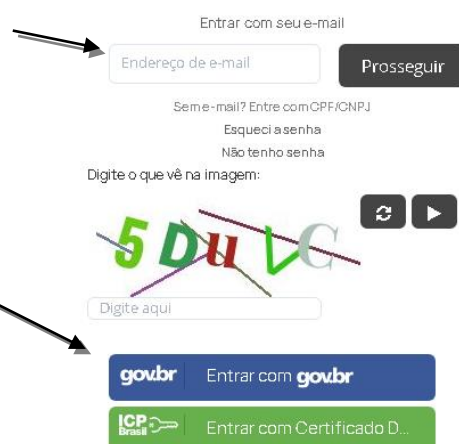 Entrar com seu e-mail
Endereço de e-mail
Prosseguir
Sem e-mail? Entre com CPF/CNPJ
Esqueci a senha
Não tenho senha
Digite o que vê na imagem:
5 D u V C
Digite aqui
gov.br Entrar com gov.br
ICP Brasil Entrar com Certificado D...